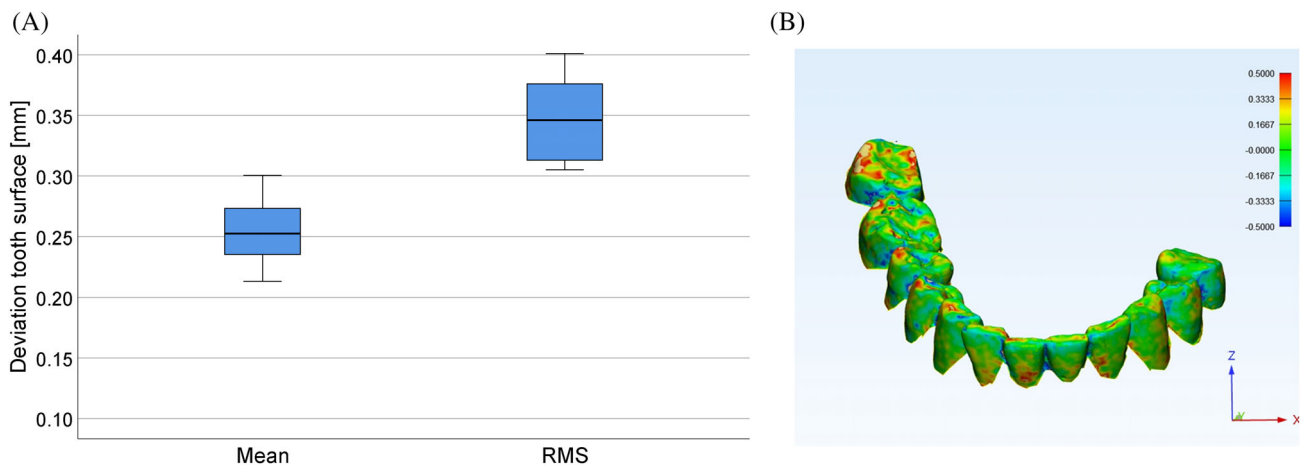 (A)
Deviation tooth surface [mm]
0.40
0.35
0.30
0.25
0.20
0.15
0.10
Mean
RMS
(B)
0.5000
0.3333
0.1667
-0.0000
-0.1667
-0.3333
-0.5000
Z
Y
X